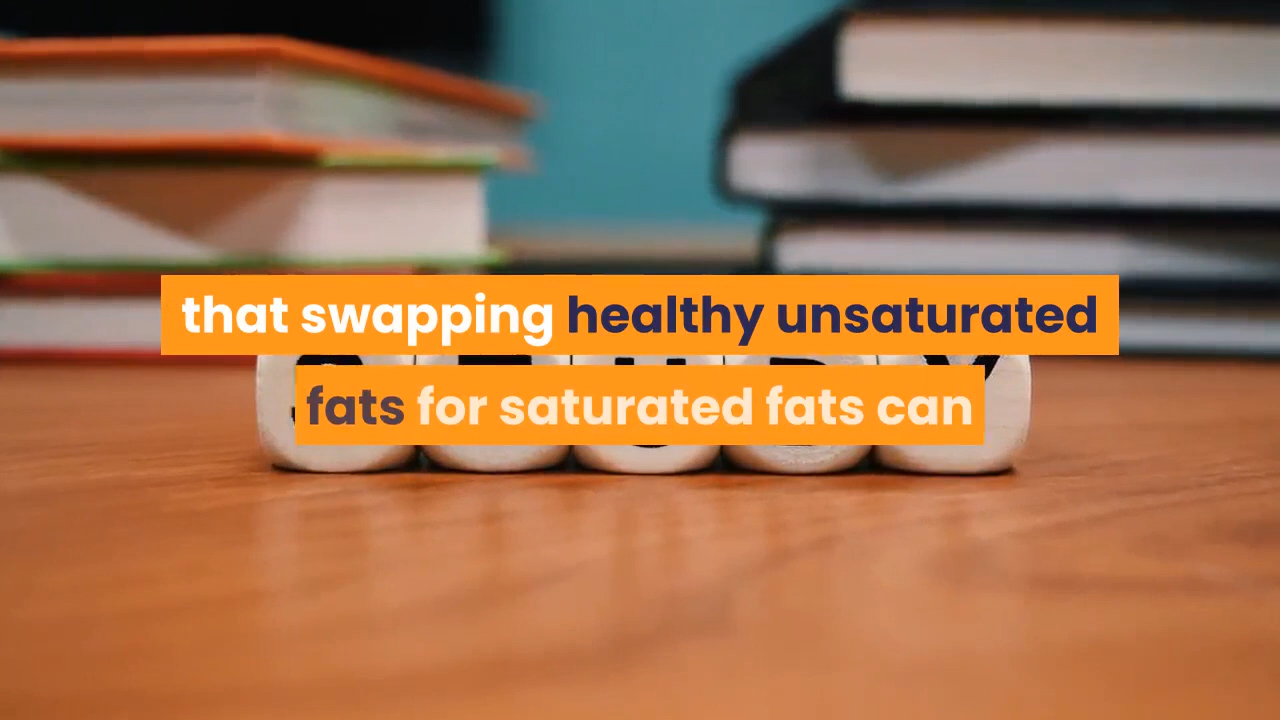 that swapping healthy unsaturated
fats for saturated fats can